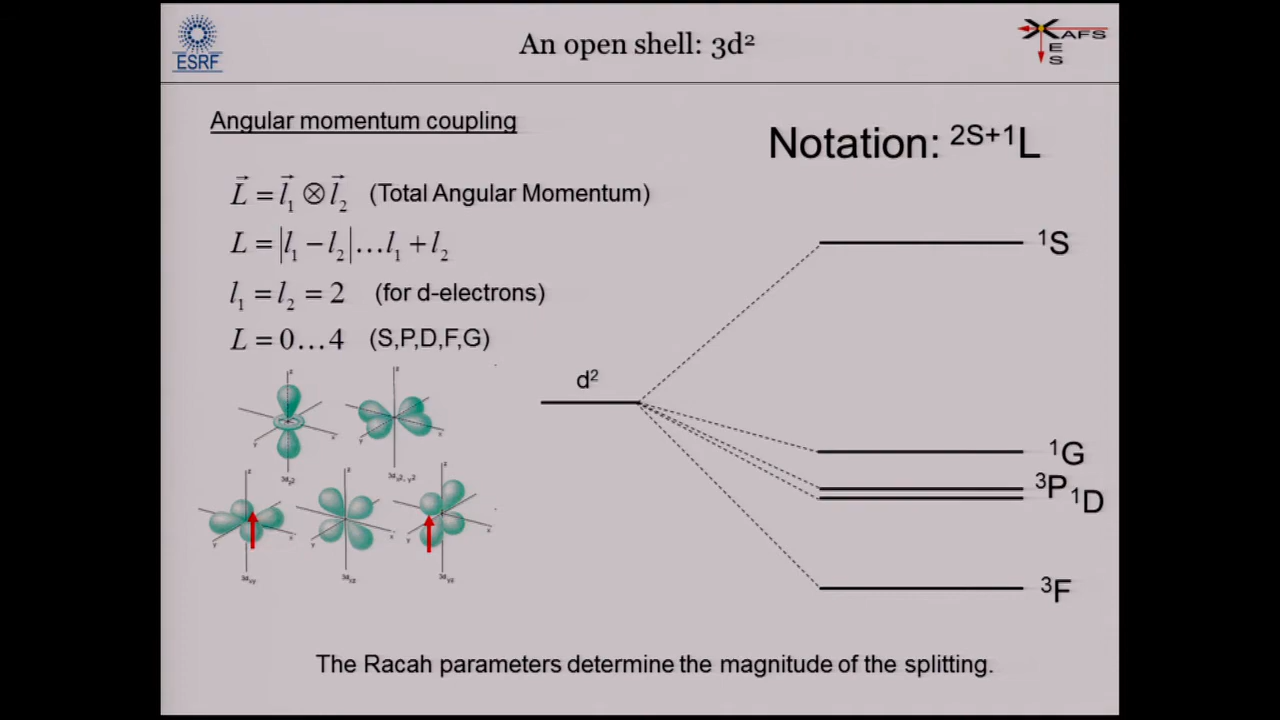 An open shell: 3d²
ESRF
XAFS
E
S
Angular momentum coupling
Notation: ²ˢ⁺¹L
L⃗ = l⃗₁ ⊗ l⃗₂ (Total Angular Momentum)
L = |l₁ − l₂| … l₁ + l₂
l₁ = l₂ = 2 (for d-electrons)
L = 0…4 (S,P,D,F,G)
d²
¹S
¹G
³P ¹D
³F
The Racah parameters determine the magnitude of the splitting.